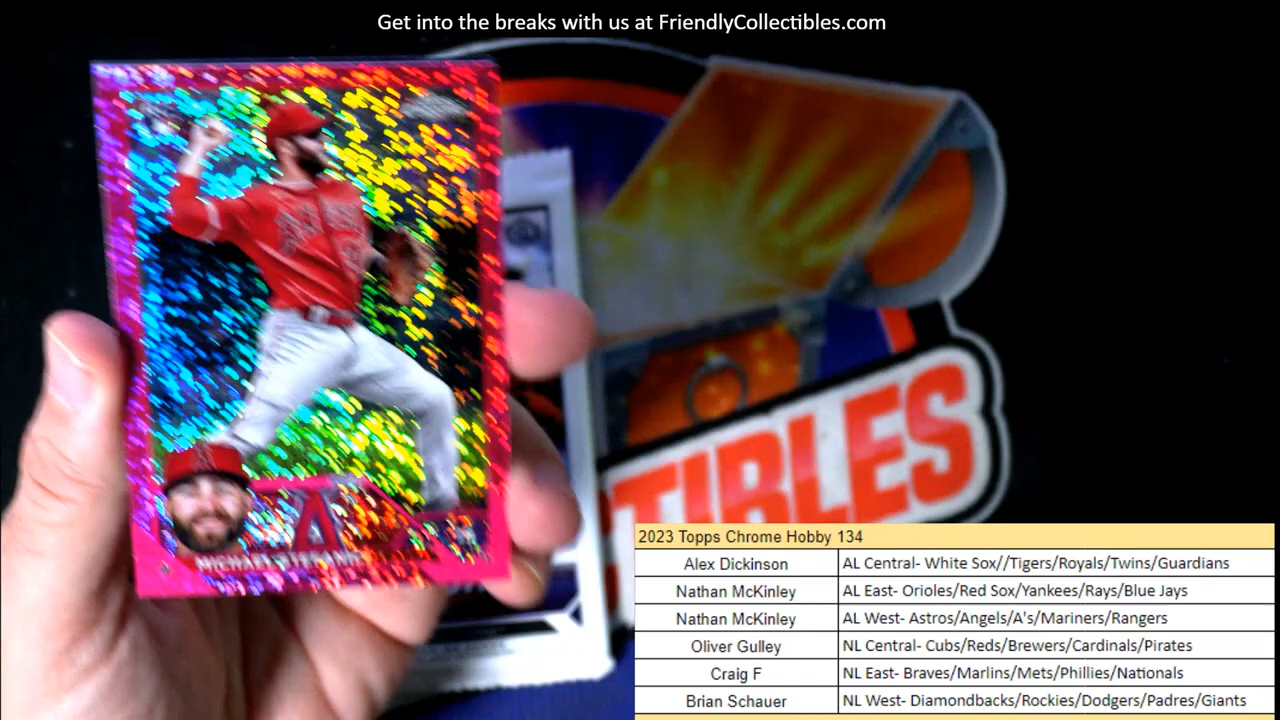 Get into the breaks with us at FriendlyCollectibles.com
TIBLES
2023 Topps Chrome Hobby 134
Alex Dickinson AL Central- White Sox//Tigers/Royals/Twins/Guardians
Nathan McKinley AL East- Orioles/Red Sox/Yankees/Rays/Blue Jays
Nathan McKinley AL West- Astros/Angels/A's/Mariners/Rangers
Oliver Gulley NL Central- Cubs/Reds/Brewers/Cardinals/Pirates
Craig F NL East- Braves/Marlins/Mets/Phillies/Nationals
Brian Schauer NL West- Diamondbacks/Rockies/Dodgers/Padres/Giants